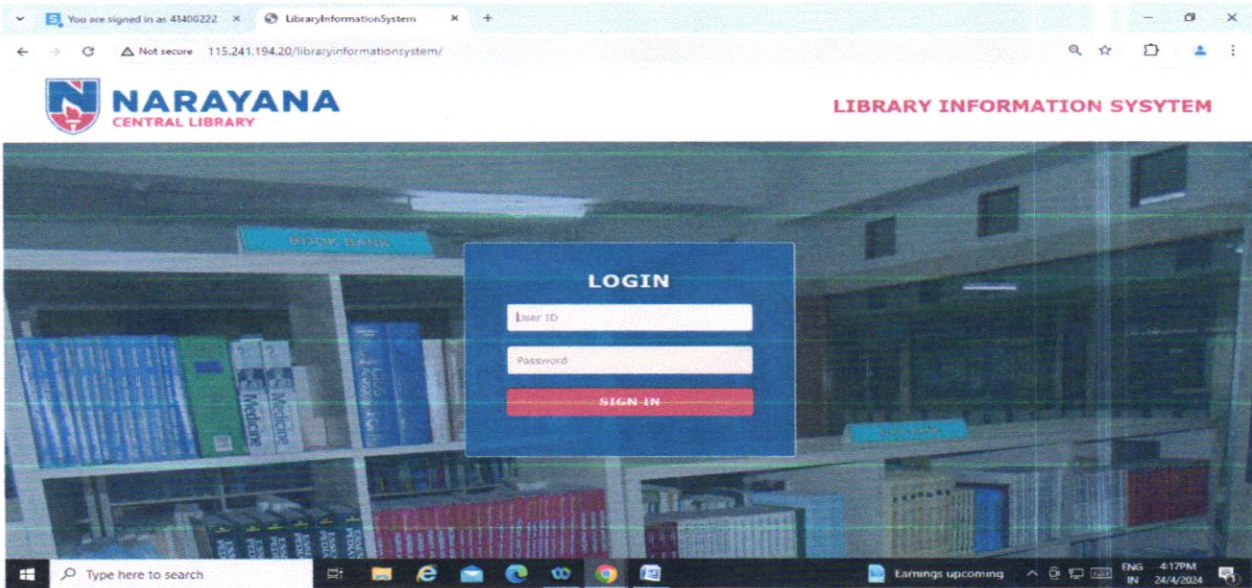 You are signed in as 41400222
LibraryInformationSystem
Not secure 115.241.194.20/libraryinformationsystem/
NARAYANA
CENTRAL LIBRARY
LIBRARY INFORMATION SYSYTEM
BOOK BANK
LOGIN
User ID
Password
SIGN IN
Medicine
Medicine
Type here to search
Earnings upcoming
ENG 4:17PM
IN 24/4/2024